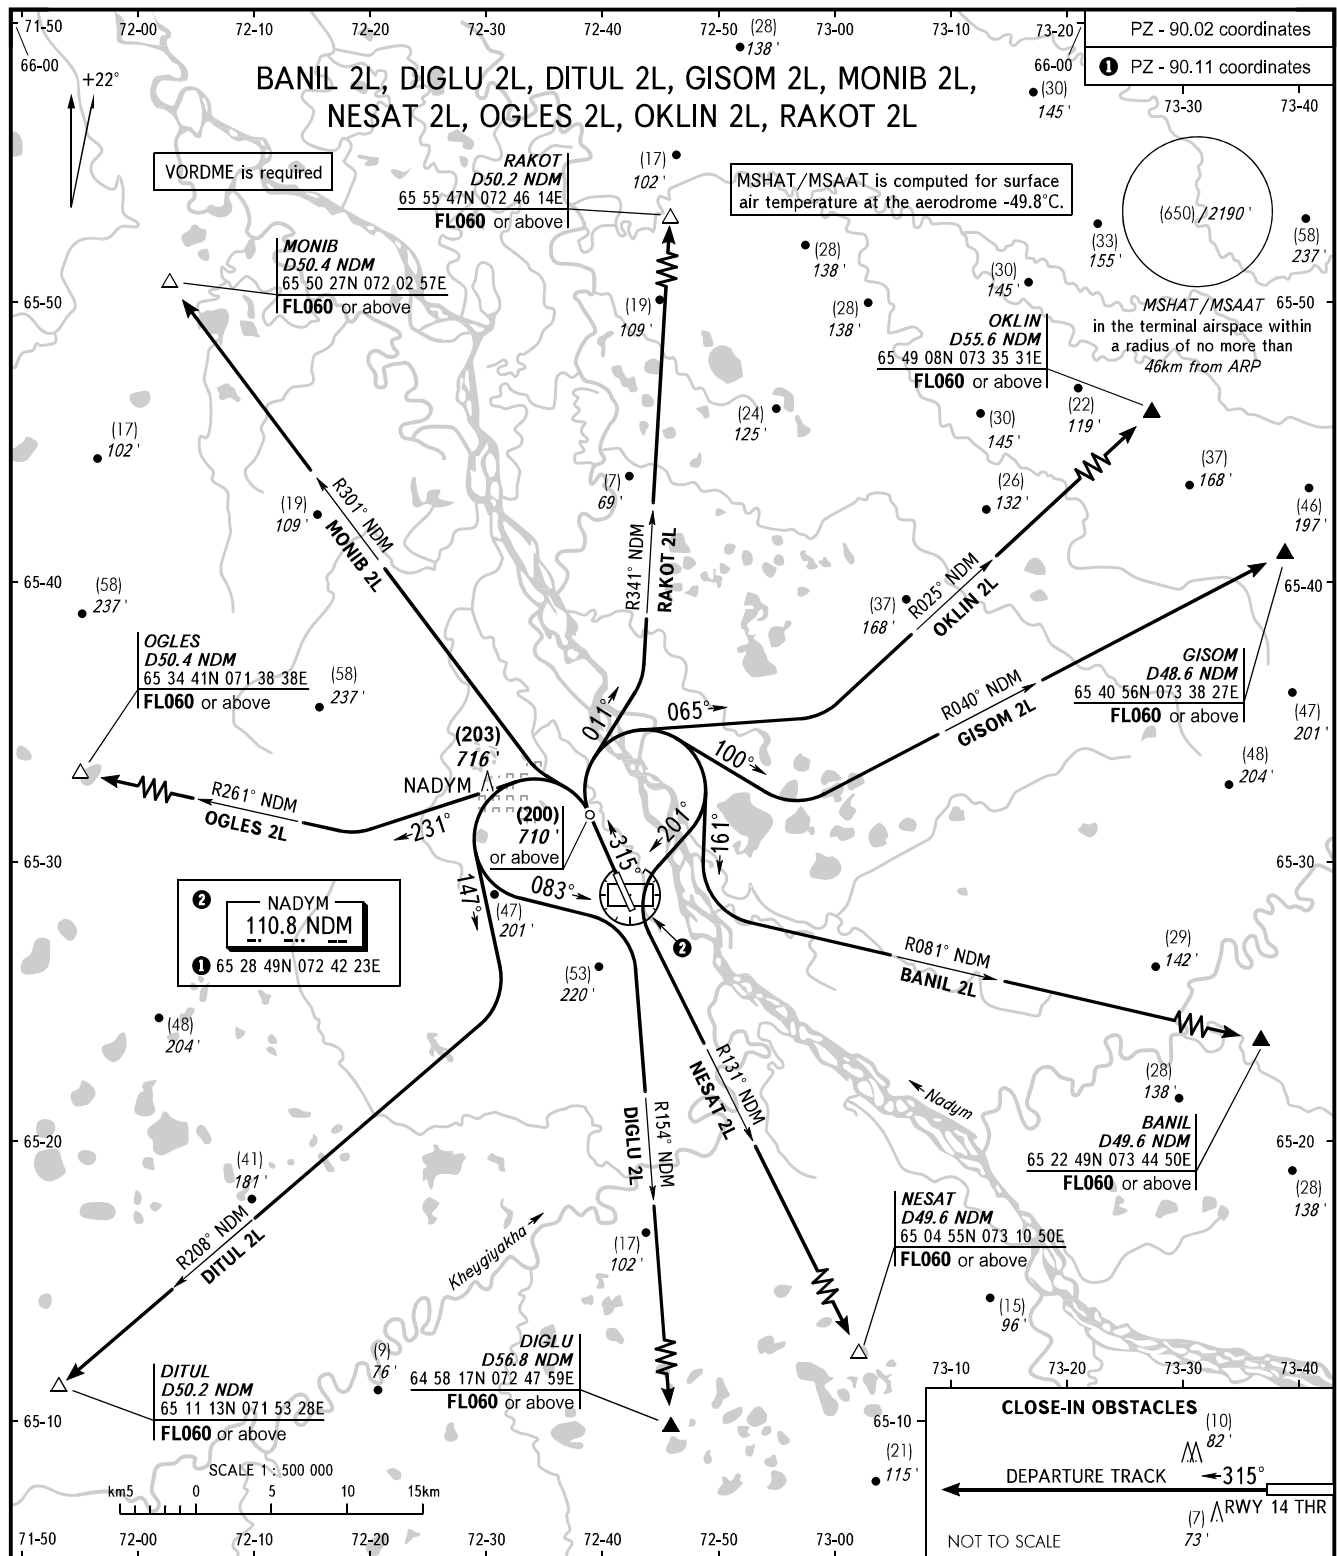 71-50 72-00 72-10 72-20 72-30 72-40 72-50 73-00 73-10 73-20
66-00
+22°
BANIL 2L, DIGLU 2L, DITUL 2L, GISOM 2L, MONIB 2L,
NESAT 2L, OGLES 2L, OKLIN 2L, RAKOT 2L
PZ - 90.02 coordinates
1 PZ - 90.11 coordinates
66-00
73-30 73-40
(28)
138'
(30)
145'
VORDME is required
RAKOT
D50.2 NDM
65 55 47N 072 46 14E
FL060 or above
(17)
102'
MSHAT/MSAAT is computed for surface
air temperature at the aerodrome -49.8°C.
(650)/2190'
MSHAT/MSAAT
in the terminal airspace within
a radius of no more than
46km from ARP
(33)
155'
(58)
237'
MONIB
D50.4 NDM
65 50 27N 072 02 57E
FL060 or above
(28)
138'
(30)
145'
65-50
65-50
(19)
109'
(28)
138'
OKLIN
D55.6 NDM
65 49 08N 073 35 31E
FL060 or above
(24)
125'
(30)
145'
(22)
119'
(17)
102'
(7)
69'
(26)
132'
(37)
168'
(46)
197'
(19)
109'
R301° NDM
MONIB 2L
R341° NDM
RAKOT 2L
R025° NDM
OKLIN 2L
65-40
65-40
(58)
237'
(37)
168'
OGLES
D50.4 NDM
65 34 41N 071 38 38E
FL060 or above
(58)
237'
GISOM
D48.6 NDM
65 40 56N 073 38 27E
FL060 or above
R040° NDM
GISOM 2L
(47)
201'
(48)
204'
011°
065°
100°
(203)
716'
NADYM
R261° NDM
OGLES 2L
231°
(200)
710'
or above
315°
201°
161°
65-30
65-30
147°
083°
2
NADYM
110.8 NDM
1 65 28 49N 072 42 23E
(47)
201'
2
(53)
220'
R081° NDM
BANIL 2L
(29)
142'
(48)
204'
R131° NDM
NESAT 2L
Nadym
(28)
138'
BANIL
D49.6 NDM
65 22 49N 073 44 50E
FL060 or above
R154° NDM
DIGLU 2L
65-20
65-20
(41)
181'
(28)
138'
R208° NDM
DITUL 2L
Kheygiyakha
(17)
102'
NESAT
D49.6 NDM
65 04 55N 073 10 50E
FL060 or above
(15)
96'
DIGLU
D56.8 NDM
64 58 17N 072 47 59E
FL060 or above
(9)
76'
DITUL
D50.2 NDM
65 11 13N 071 53 28E
FL060 or above
73-10 73-20 73-30 73-40
65-10
65-10
(21)
115'
CLOSE-IN OBSTACLES
(10)
82'
DEPARTURE TRACK
315°
RWY 14 THR
(7)
73'
NOT TO SCALE
SCALE 1 : 500 000
km5 0 5 10 15km
71-50 72-00 72-10 72-20 72-30 72-40 72-50 73-00